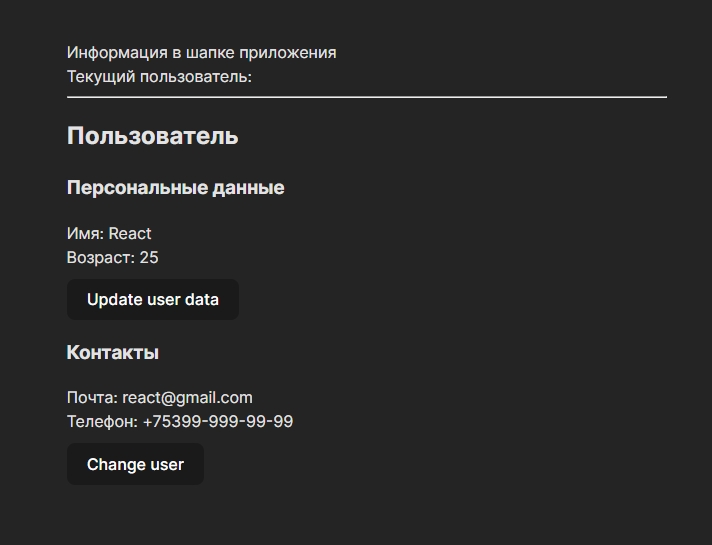 Информация в шапке приложения
Текущий пользователь:
Пользователь
Персональные данные
Имя: React
Возраст: 25
Update user data
Контакты
Почта: react@gmail.com
Телефон: +75399-999-99-99
Change user